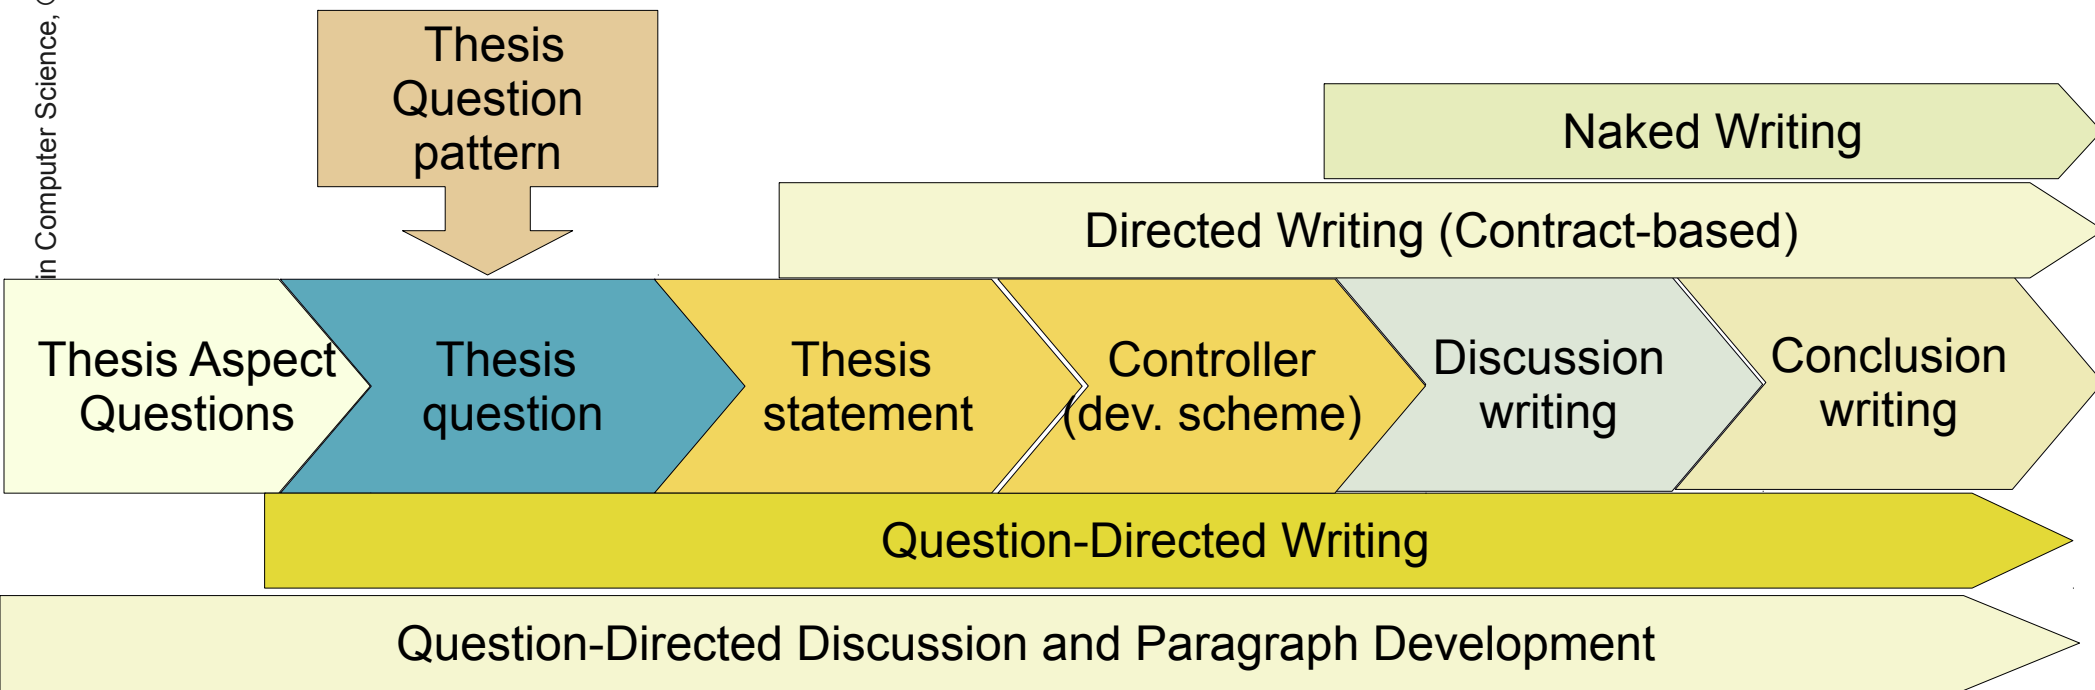 in Computer Science, ©
Thesis
Question
pattern
Naked Writing
Directed Writing (Contract-based)
Thesis Aspect
Questions
Thesis
question
Thesis
statement
Controller
(dev. scheme)
Discussion
writing
Conclusion
writing
Question-Directed Writing
Question-Directed Discussion and Paragraph Development